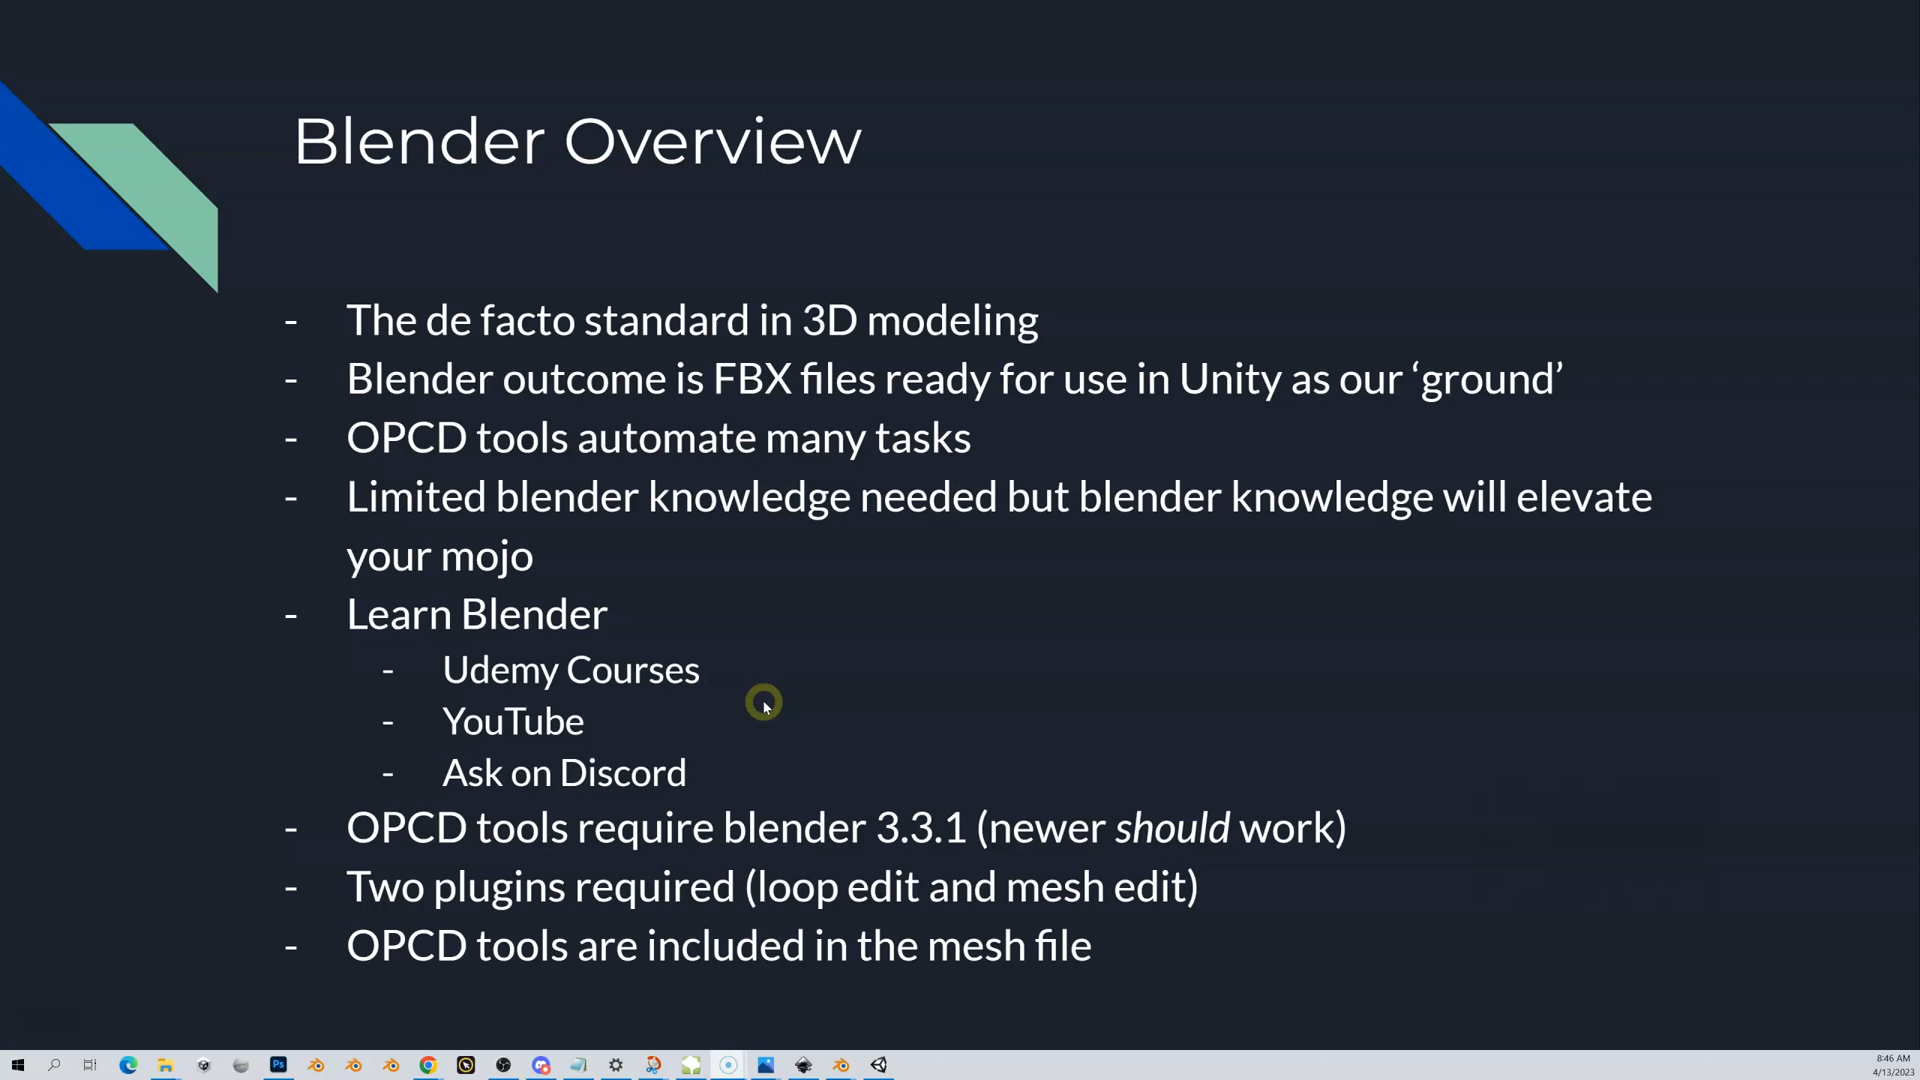 Blender Overview
- The de facto standard in 3D modeling
- Blender outcome is FBX files ready for use in Unity as our ‘ground’
- OPCD tools automate many tasks
- Limited blender knowledge needed but blender knowledge will elevate
your mojo
- Learn Blender
- Udemy Courses
- YouTube
- Ask on Discord
- OPCD tools require blender 3.3.1 (newer should work)
- Two plugins required (loop edit and mesh edit)
- OPCD tools are included in the mesh file
Ps
8:46 AM
4/13/2023